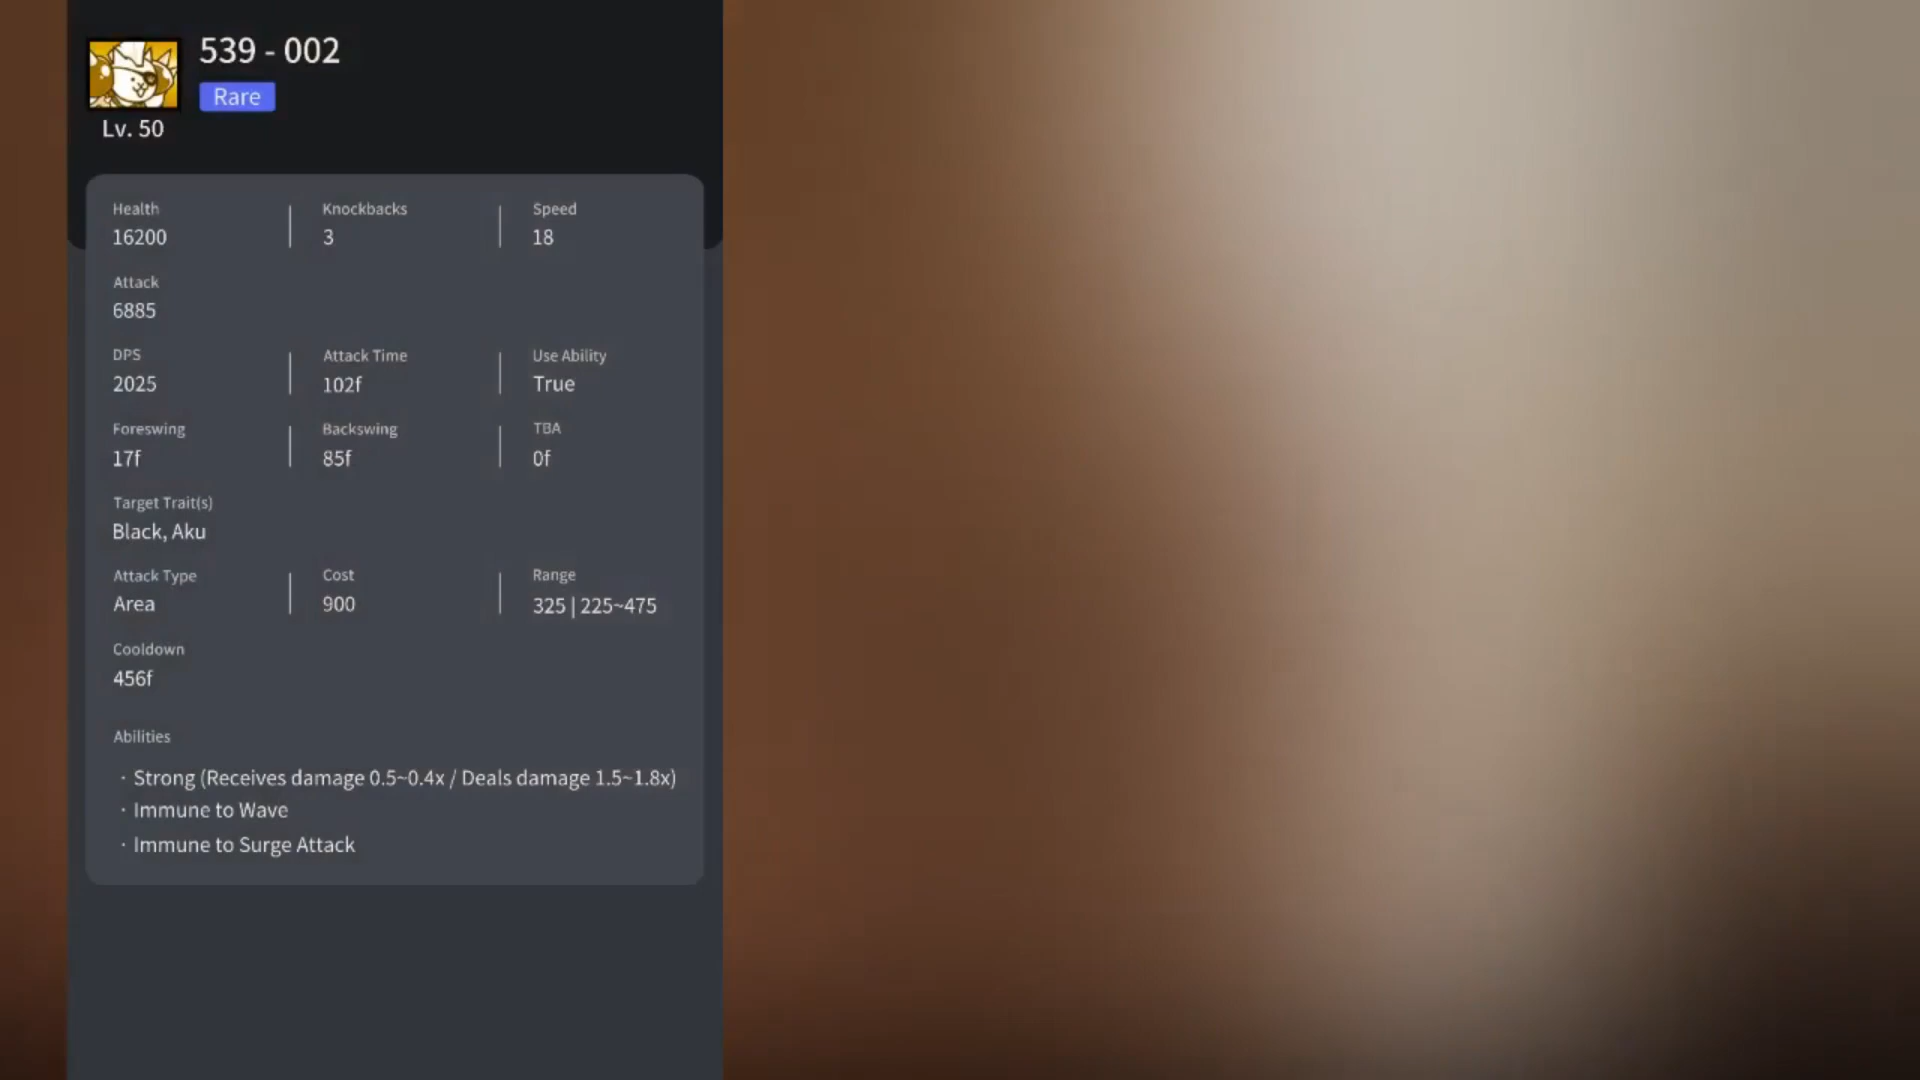 539 - 002
Rare
Lv. 50
Health Knockbacks Speed
16200 3 18
Attack
6885
DPS Attack Time Use Ability
2025 102f True
Foreswing Backswing TBA
17f 85f 0f
Target Trait(s)
Black, Aku
Attack Type Cost Range
Area 900 325 | 225~475
Cooldown
456f
Abilities
· Strong (Receives damage 0.5~0.4x / Deals damage 1.5~1.8x)
· Immune to Wave
· Immune to Surge Attack